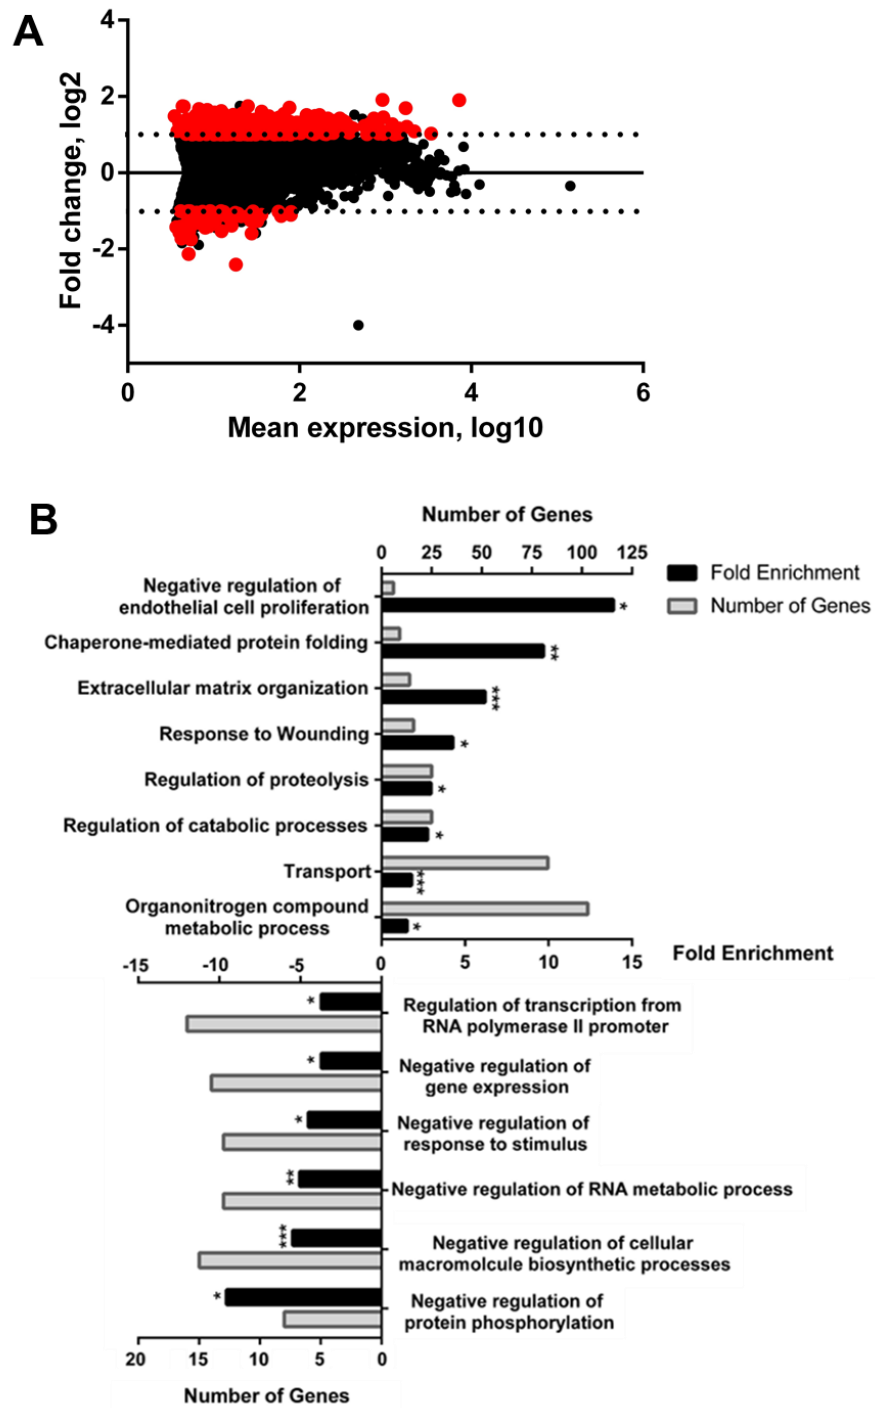 A
Fold change, log2
4
2
0
-2
-4
0 2 4 6
Mean expression, log10
B
Number of Genes
0 25 50 75 100 125
Fold Enrichment
Number of Genes
Negative regulation of
endothelial cell proliferation
*
Chaperone-mediated protein folding
**
Extracellular matrix organization
***
Response to Wounding
*
Regulation of proteolysis
*
Regulation of catabolic processes
*
Transport
***
Organonitrogen compound
metabolic process
*
-15 -10 -5 0 5 10 15
Fold Enrichment
*
Regulation of transcription from
RNA polymerase II promoter
*
Negative regulation of
gene expression
*
Negative regulation of
response to stimulus
**
Negative regulation of RNA metabolic process
***
Negative regulation of cellular
macromolcule biosynthetic processes
*
Negative regulation of
protein phosphorylation
20 15 10 5 0
Number of Genes